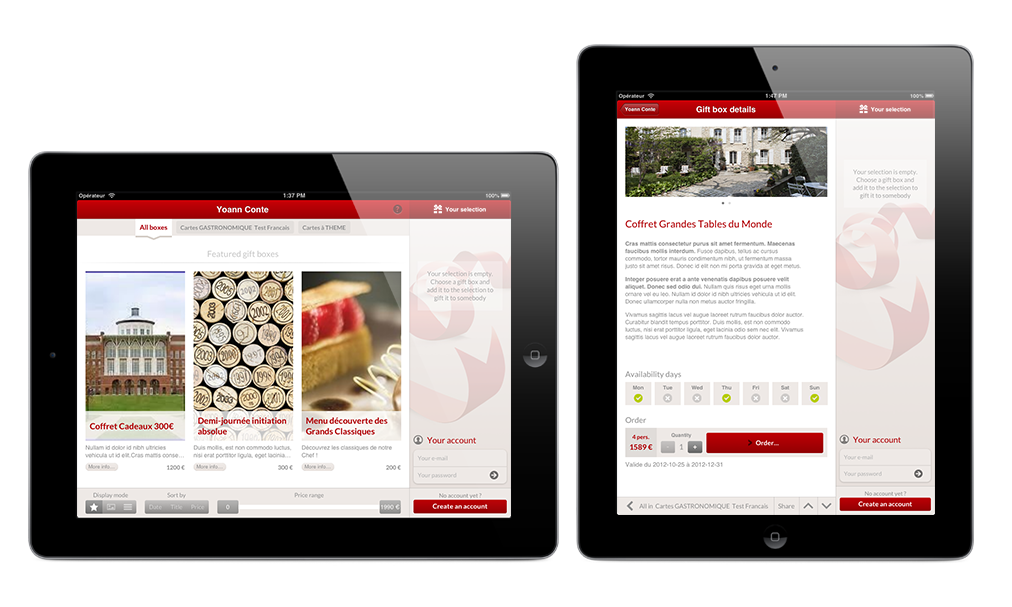 Opérateur
1:37 PM
100%
Yoann Conte
?
Your selection
All boxes
Cartes GASTRONOMIQUE Test Francais
Cartes à THEME
Featured gift boxes
Your selection is empty.
Choose a gift box and
add it to the selection to
gift it to somebody
2002
2003
1997
1994
1998
Coffret Cadeaux 300€
Demi-journée initiation
absolue
Menu découverte des
Grands Classiques
Nullam id dolor id nibh ultricies
vehicula ut id elit.Cras mattis conse...
Duis mollis, est non-commodo luctus,
nisi erat porttitor ligula, eget lacinia...
Découvrez les classiques de notre
Chef !
More info...
1200 €
More info...
300 €
More info...
200 €
Your account
Your e-mail
Your password
No account yet ?
Create an account
Display mode
Sort by
Price range
Date
Title
Price
0
1990 €
Opérateur
1:47 PM
100%
Yoann Conte
Gift box details
Your selection
Your selection is empty.
Choose a gift box and
add it to the selection to
gift it to somebody
Coffret Grandes Tables du Monde
Cras mattis consectetur purus sit amet fermentum. Maecenas
faucibus mollis interdum. Fusce dapibus, tellus ac cursus
commodo, tortor mauris condimentum nibh, ut fermentum massa
justo sit amet risus. Donec id elit non mi porta gravida at eget metus.
Integer posuere erat a ante venenatis dapibus posuere velit
aliquet. Donec sed odio dui. Nullam quis risus eget urna mollis
ornare vel eu leo. Nullam id dolor id nibh ultricies vehicula ut id elit.
Donec ullamcorper nulla non metus auctor fringilla.
Vivamus sagittis lacus vel augue laoreet rutrum faucibus dolor auctor.
Curabitur blandit tempus porttitor. Duis mollis, est non commodo
luctus, nisi erat porttitor ligula, eget lacinia odio sem nec elit. Vivamus
sagittis lacus vel augue laoreet rutrum faucibus dolor auctor.
Availability days
Mon
Tue
Wed
Thu
Fri
Sat
Sun
Order
4 pers.
1589 €
Quantity
-
1
+
Order...
Valide du 2012-10-25 à 2012-12-31
Your account
Your e-mail
Your password
No account yet ?
Create an account
All in Cartes GASTRONOMIQUE Test Francais
Share